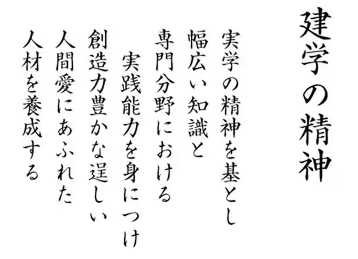 建学の精神
実学の精神を基とし
幅広い知識と
専門分野における
実践能力を身につけ
創造力豊かな逞しい
人間愛にあふれた
人材を養成する